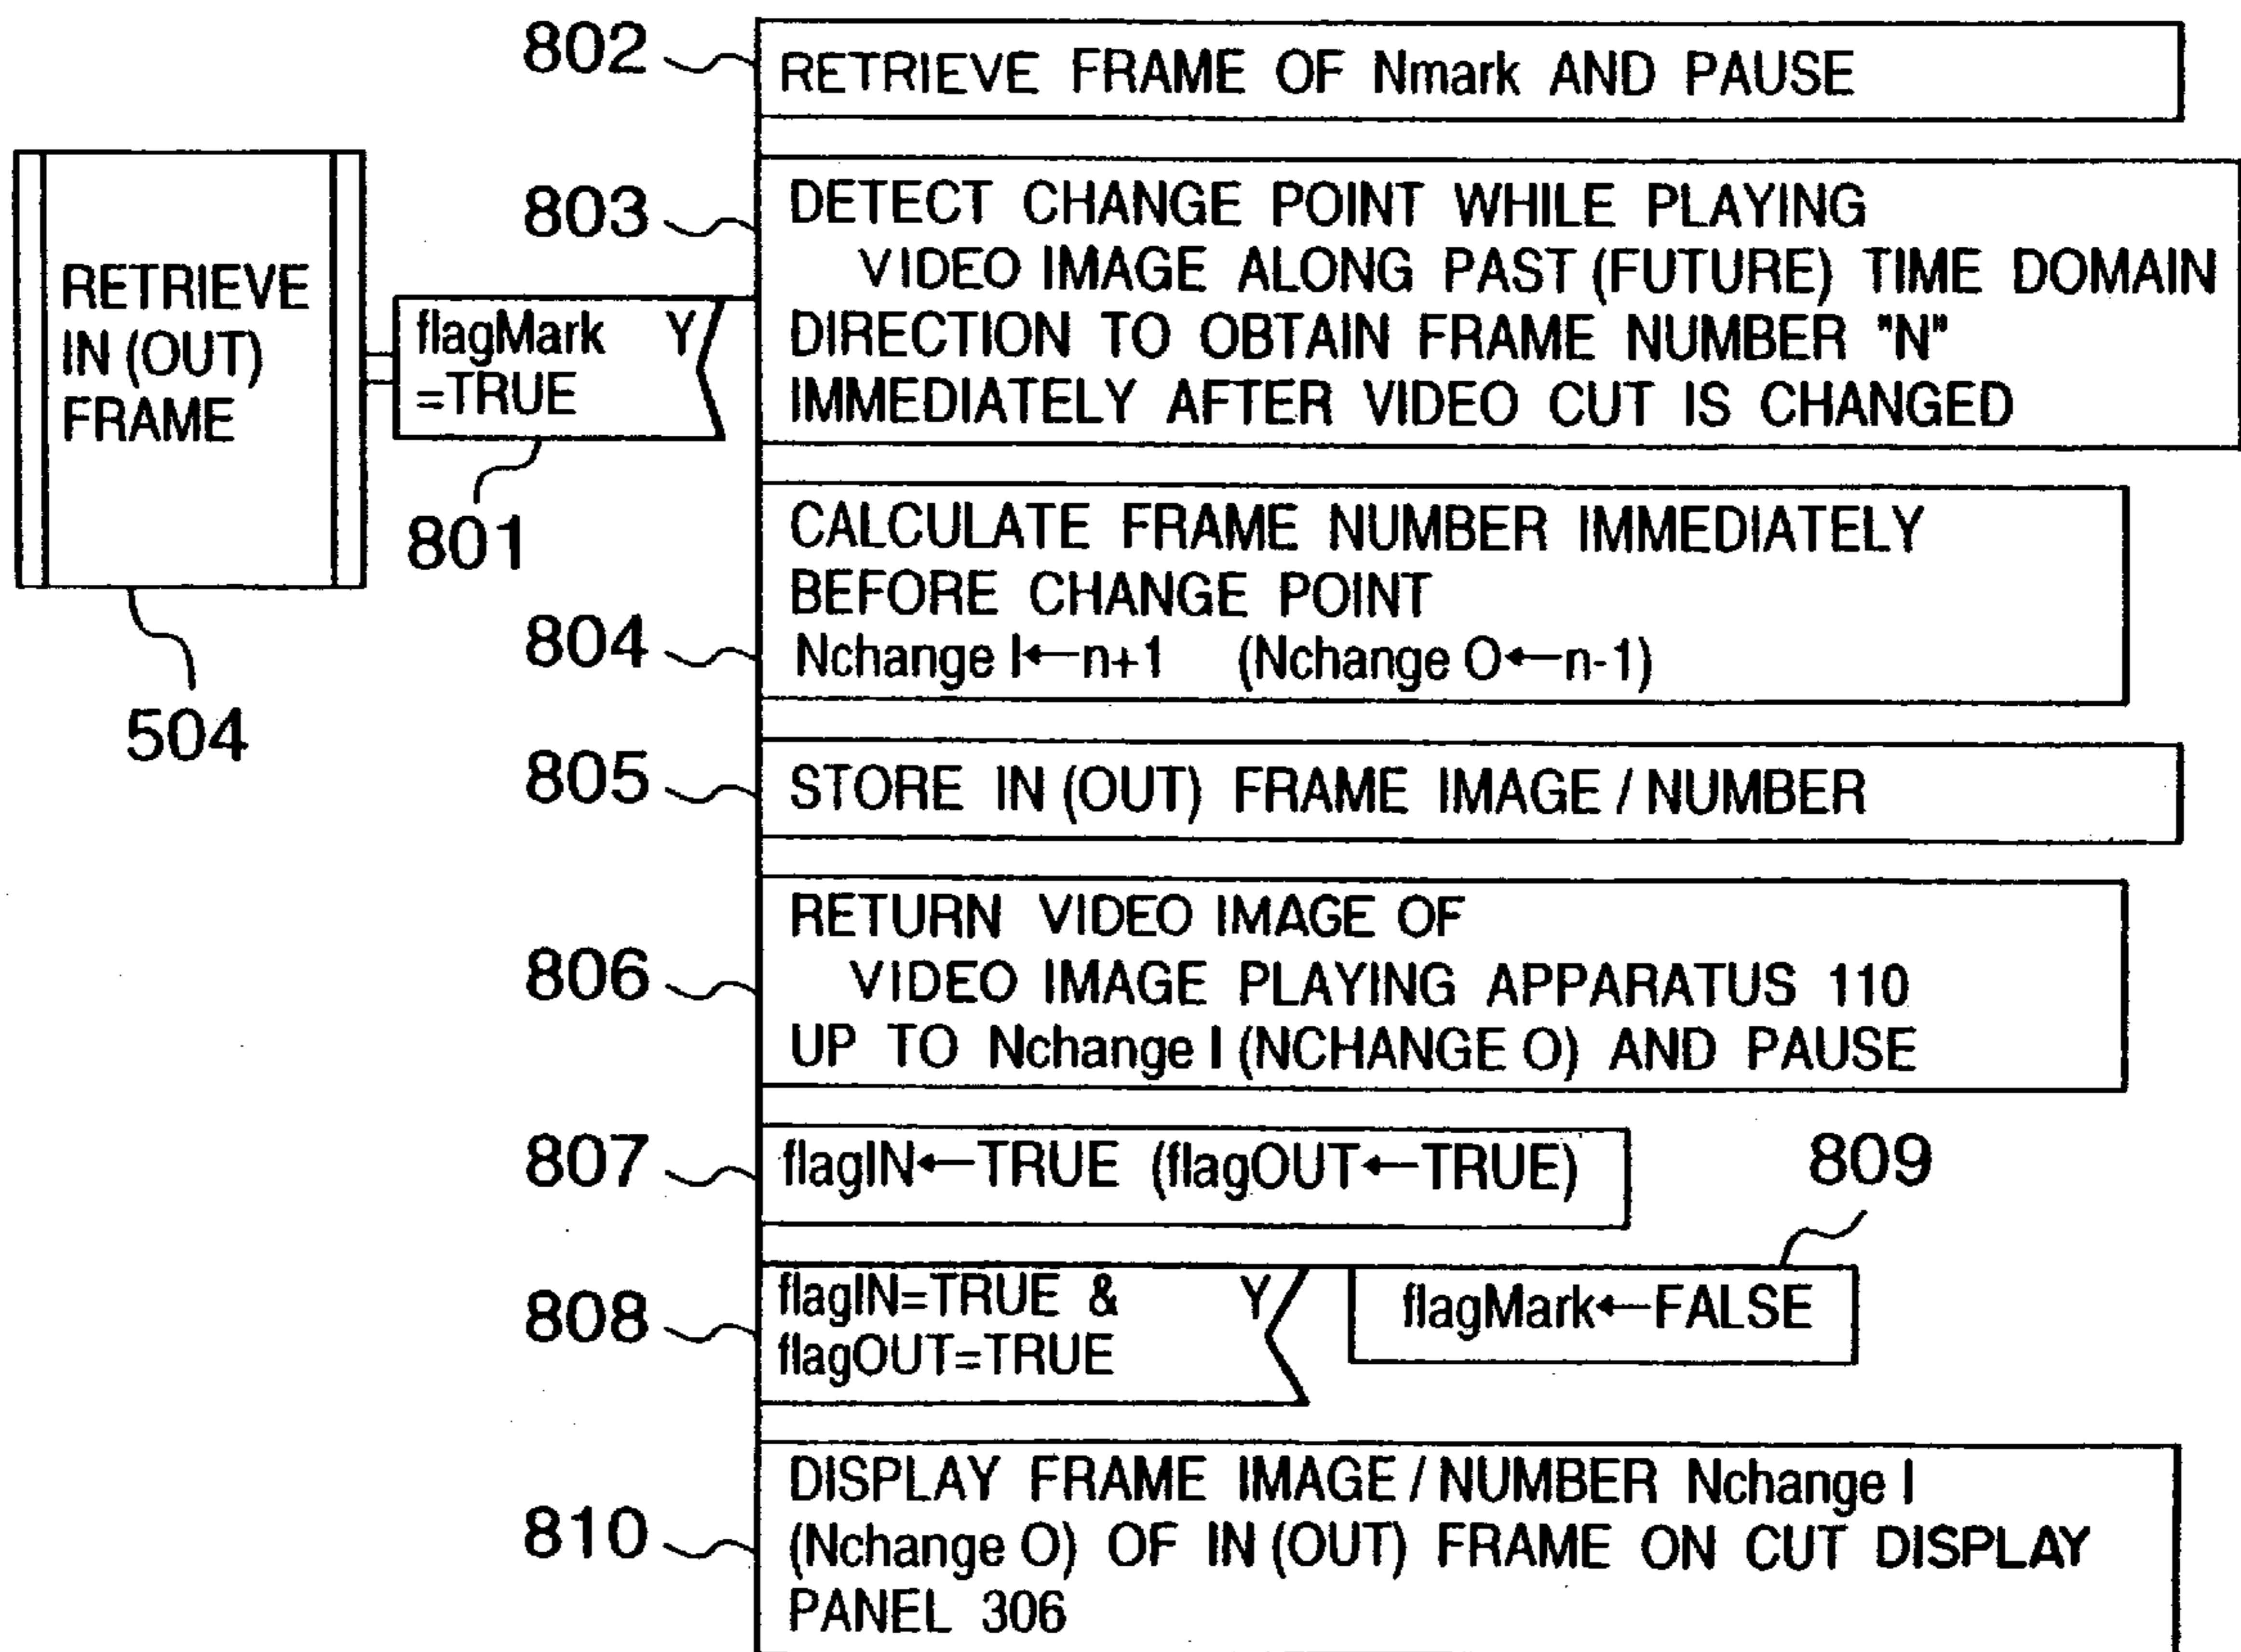 802
RETRIEVE FRAME OF Nmark AND PAUSE
RETRIEVE
IN (OUT)
FRAME
504
flagMark Y
=TRUE
801
803
DETECT CHANGE POINT WHILE PLAYING
VIDEO IMAGE ALONG PAST (FUTURE) TIME DOMAIN
DIRECTION TO OBTAIN FRAME NUMBER "N"
IMMEDIATELY AFTER VIDEO CUT IS CHANGED
804
CALCULATE FRAME NUMBER IMMEDIATELY
BEFORE CHANGE POINT
Nchange I←n+1 (Nchange O←n-1)
805
STORE IN (OUT) FRAME IMAGE / NUMBER
806
RETURN VIDEO IMAGE OF
VIDEO IMAGE PLAYING APPARATUS 110
UP TO Nchange I (NCHANGE O) AND PAUSE
807
flagIN←TRUE (flagOUT←TRUE)
808
flagIN=TRUE & Y
flagOUT=TRUE
809
flagMark←FALSE
810
DISPLAY FRAME IMAGE / NUMBER Nchange I
(Nchange O) OF IN (OUT) FRAME ON CUT DISPLAY
PANEL 306